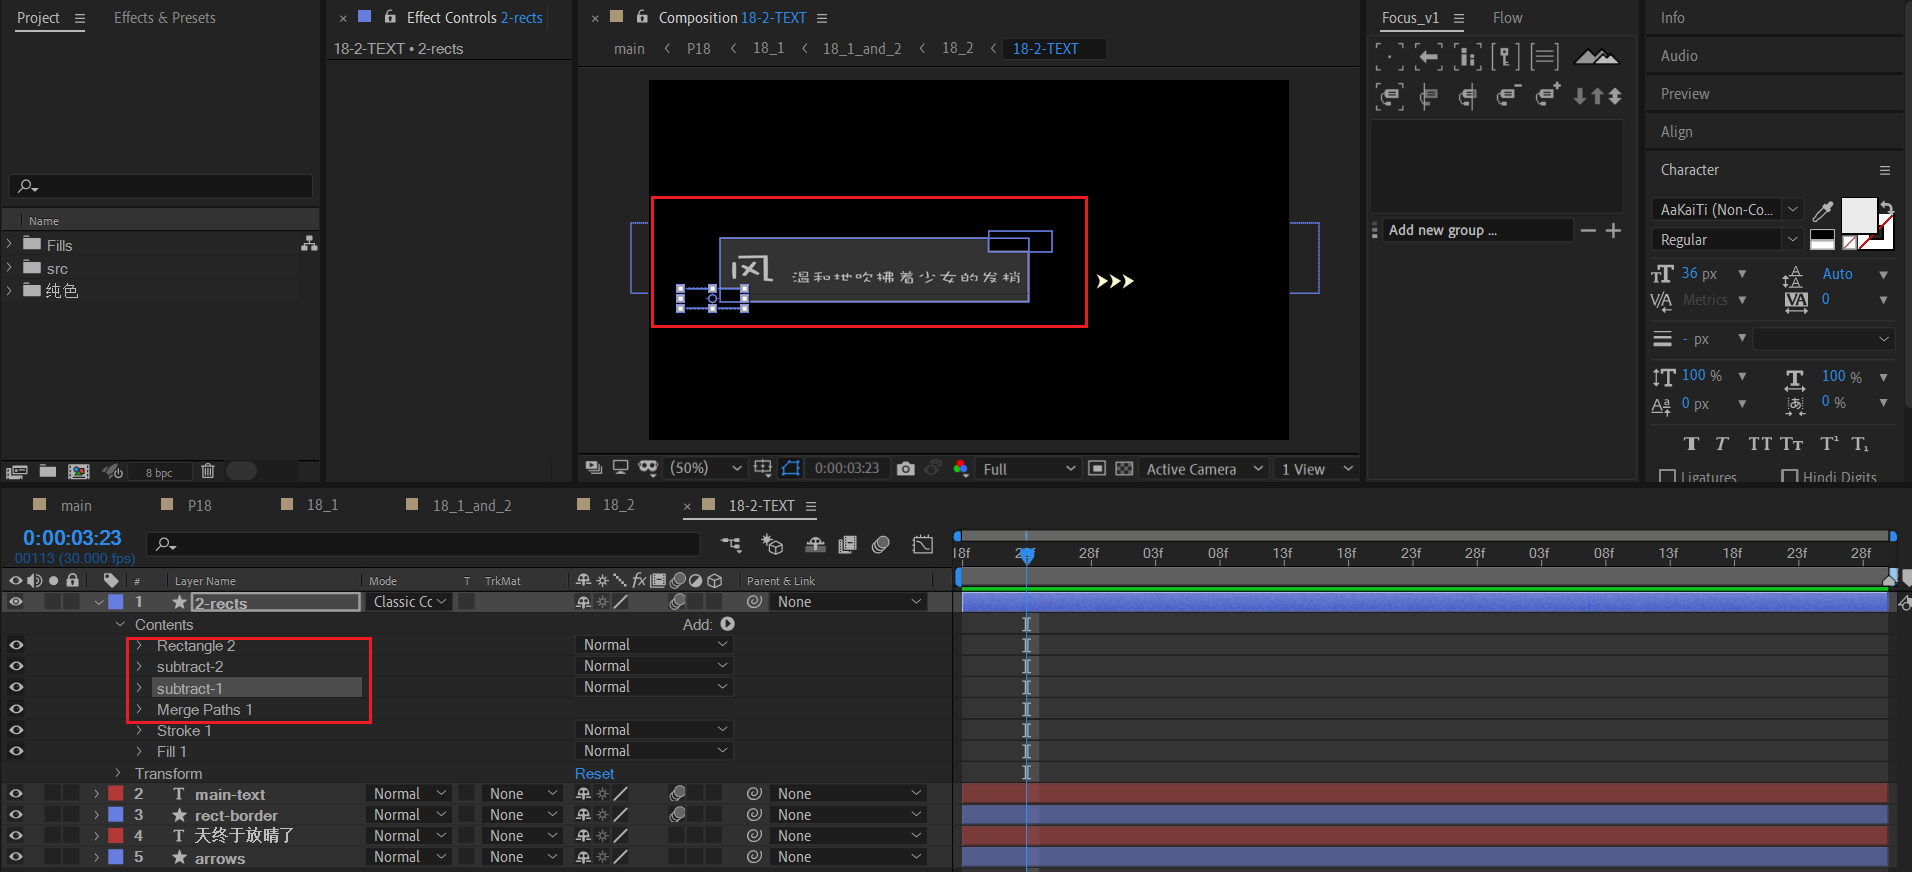 Project
Effects & Presets
Effect Controls 2-rects
Composition 18-2-TEXT
Focus_v1
Flow
Info
18-2-TEXT • 2-rects
main < P18 < 18_1 < 18_1_and_2 < 18_2 < 18-2-TEXT
Audio
Preview
Align
Character
Name
Fills
src
纯色
AaKaiTi (Non-Co...
Regular
Add new group ...
温和地吹拂着少女的发梢
36 px
Auto
Metrics
0
- px
100 %
100 %
0 px
0 %
T T TT Tт T¹ T₁
Ligatures
Hindi Digits
8 bpc
(50%)
0:00:03:23
Full
Active Camera
1 View
main
P18
18_1
18_1_and_2
18_2
18-2-TEXT
0:00:03:23
00113 (30.000 fps)
18f 28f 03f 08f 13f 18f 23f 28f 03f 08f 13f 18f 23f 28f
# Layer Name Mode T TrkMat Parent & Link
1 2-rects Classic Cc None
Contents Add:
Rectangle 2 Normal
subtract-2 Normal
subtract-1 Normal
Merge Paths 1
Stroke 1 Normal
Fill 1 Normal
Transform Reset
2 T main-text Normal None None
3 rect-border Normal None None
4 T 天终于放晴了 Normal None None
5 arrows Normal None None